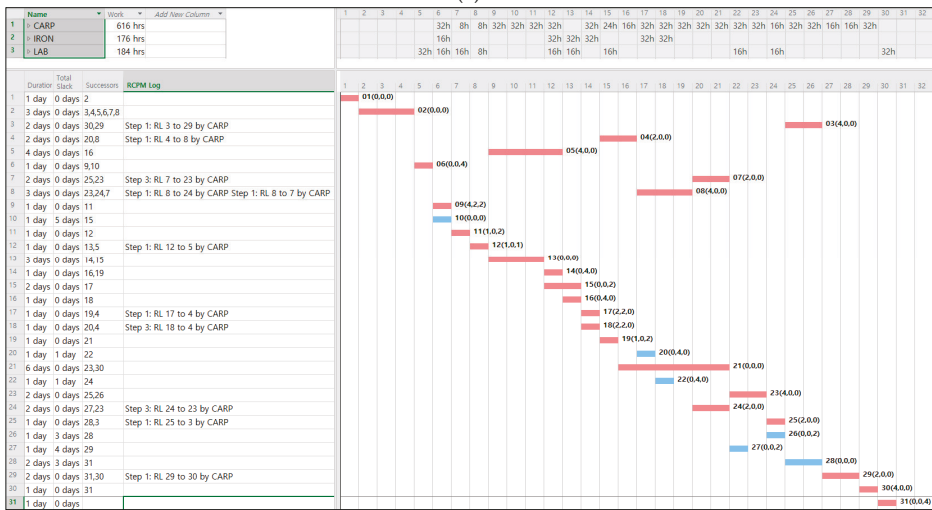 Name Work Add New Column 1 2 3 4 5 6 7 8 9 10 11 12 13 14 15 16 17 18 19 20 21 22 23 24 25 26 27 28 29 30 31 32
1 CARP 616 hrs 32h 8h 8h 32h 32h 32h 32h 32h 24h 16h 32h 32h 32h 32h 32h 32h 32h 16h 32h 32h 16h 16h 32h
2 IRON 176 hrs 16h 32h 32h 32h 32h 32h
3 LAB 184 hrs 32h 16h 16h 8h 16h 16h 16h 16h 16h 32h
Duration Total Slack Successors RCPM Log 1 2 3 4 5 6 7 8 9 10 11 12 13 14 15 16 17 18 19 20 21 22 23 24 25 26 27 28 29 30 31 32
1 1 day 0 days 2 01(0,0,0)
2 3 days 0 days 3,4,5,6,7,8 02(0,0,0)
3 2 days 0 days 30,29 Step 1: RL 3 to 29 by CARP 03(4,0,0)
4 2 days 0 days 20,8 Step 1: RL 4 to 8 by CARP 04(2,0,0)
5 4 days 0 days 16 05(4,0,0)
6 1 day 0 days 9,10 06(0,0,4)
7 2 days 0 days 25,23 Step 3: RL 7 to 23 by CARP 07(2,0,0)
8 3 days 0 days 23,24,7 Step 1: RL 8 to 24 by CARP Step 1: RL 8 to 7 by CARP 08(4,0,0)
9 1 day 0 days 11 09(4,2,2)
10 1 day 5 days 15 10(0,0,0)
11 1 day 0 days 12 11(1,0,2)
12 1 day 0 days 13,5 Step 1: RL 12 to 5 by CARP 12(1,0,1)
13 3 days 0 days 14,15 13(0,0,0)
14 1 day 0 days 16,19 14(0,4,0)
15 2 days 0 days 17 15(0,0,2)
16 1 day 0 days 18 16(0,4,0)
17 1 day 0 days 19,4 Step 1: RL 17 to 4 by CARP 17(2,2,0)
18 1 day 0 days 20,4 Step 3: RL 18 to 4 by CARP 18(2,2,0)
19 1 day 0 days 21 19(1,0,2)
20 1 day 1 day 22 20(0,4,0)
21 6 days 0 days 23,30 21(0,0,0)
22 1 day 1 day 24 22(0,4,0)
23 2 days 0 days 25,26 23(4,0,0)
24 2 days 0 days 27,23 Step 3: RL 24 to 23 by CARP 24(2,0,0)
25 1 day 0 days 28,3 Step 1: RL 25 to 3 by CARP 25(2,0,0)
26 1 day 3 days 28 26(0,0,2)
27 1 day 4 days 29 27(0,0,2)
28 2 days 3 days 31 28(0,0,0)
29 2 days 0 days 31,30 Step 1: RL 29 to 30 by CARP 29(2,0,0)
30 1 day 0 days 31 30(4,0,0)
31 1 day 0 days 31(0,0,4)